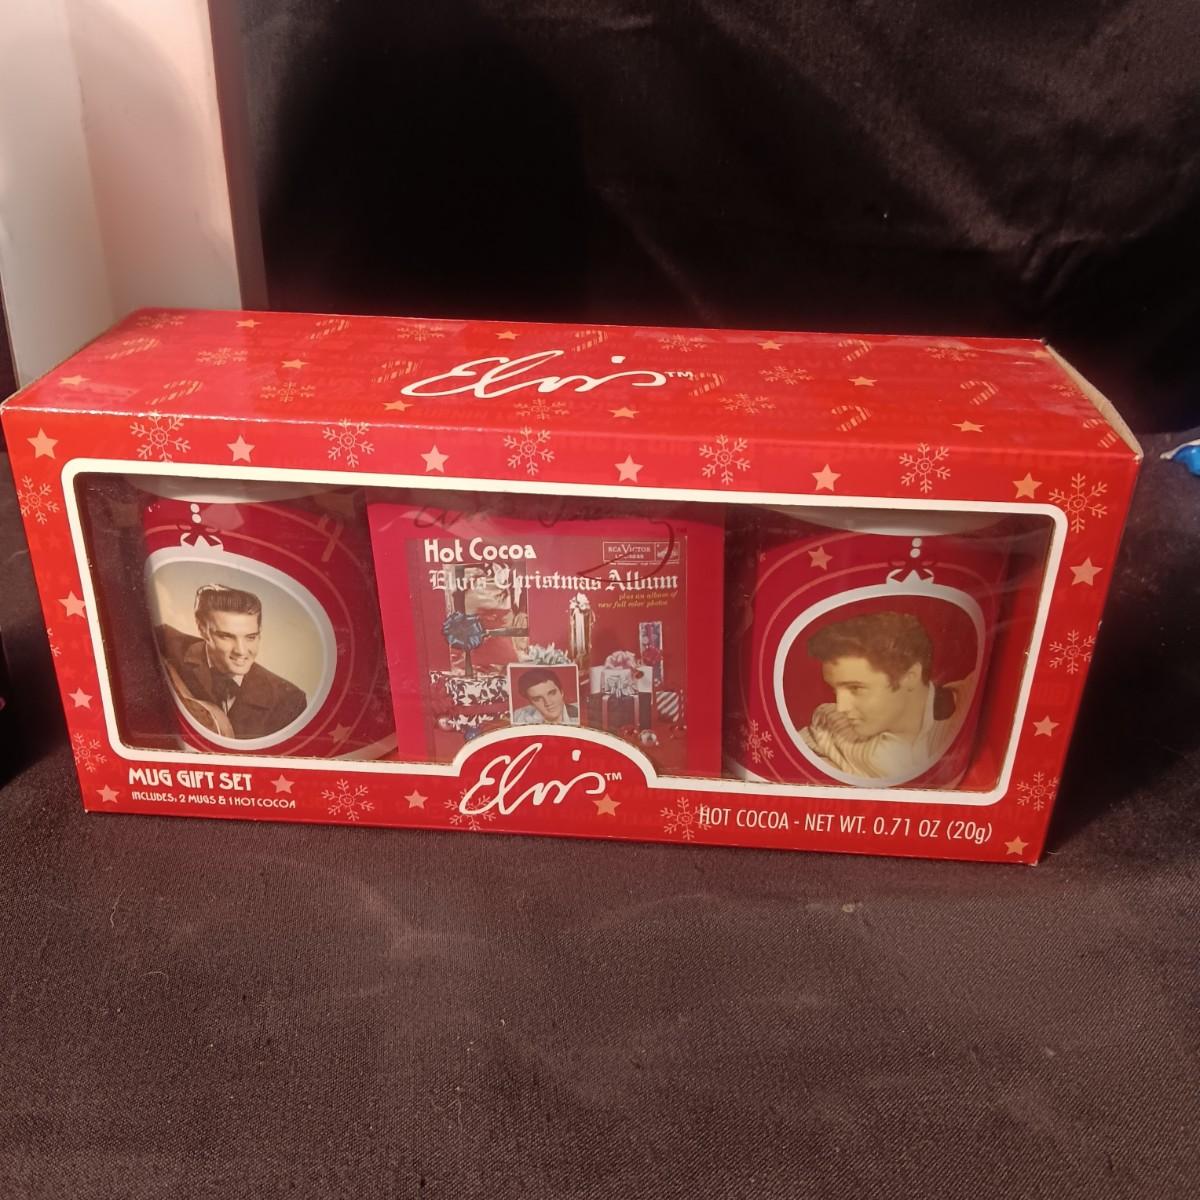 Elvis™
Hot Cocoa
RCA VICTOR
Elvis' Christmas Album
plus an album of
new full color photos
Elvis™
MUG GIFT SET
INCLUDES: 2 MUGS & 1 HOT COCOA
HOT COCOA - NET WT. 0.71 OZ (20g)